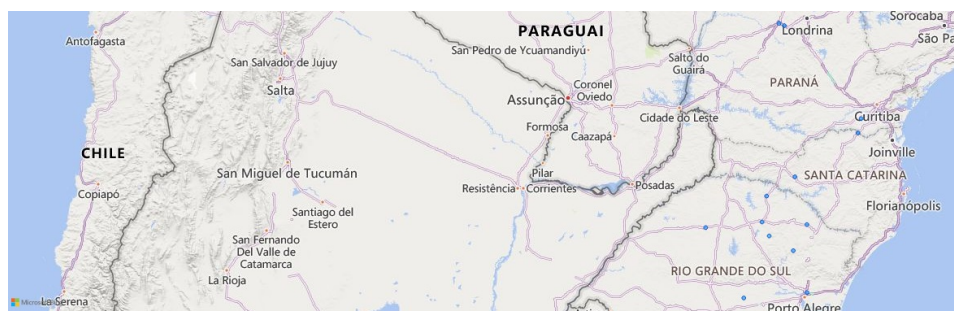 Sorocaba
PARAGUAI
Londrina
Antofagasta
São Pa
San Pedro de Ycuamandiyú
Salto do
Guairá
San Salvador de Jujuy
PARANÁ
Coronel
Oviedo
Salta
Assunção
Cidade do Leste
Curitiba
Formosa
Caazapá
CHILE
Joinville
Pilar
San Miguel de Tucumán
SANTA CATARINA
Posadas
Resistência
Corrientes
Copiapó
Florianópolis
Santiago del
Estero
San Fernando
Del Valle de
Catamarca
La Rioja
RIO GRANDE DO SUL
La Serena
Porto Alegre